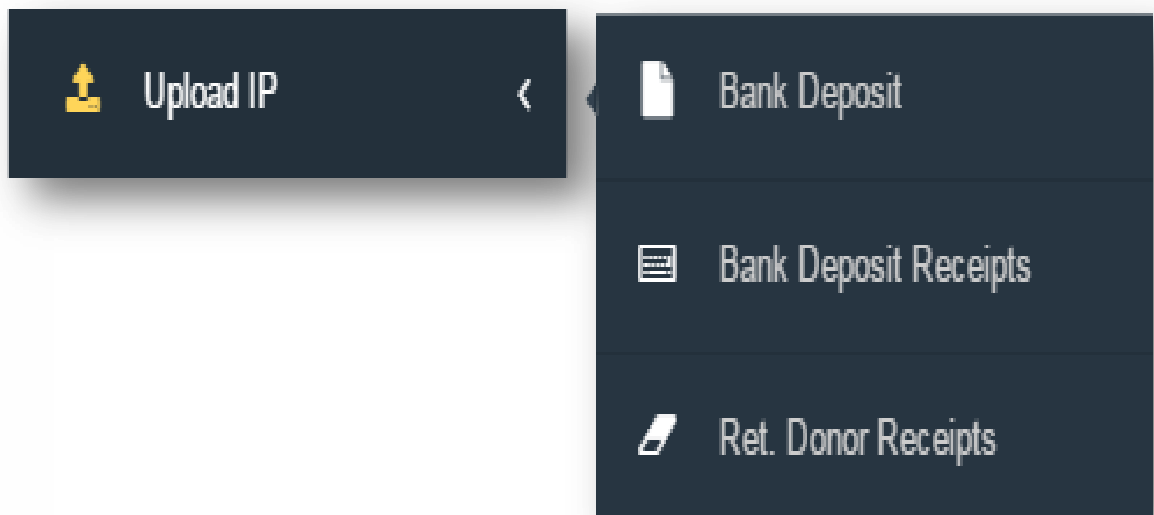 Upload IP
Bank Deposit
Bank Deposit Receipts
Ret. Donor Receipts